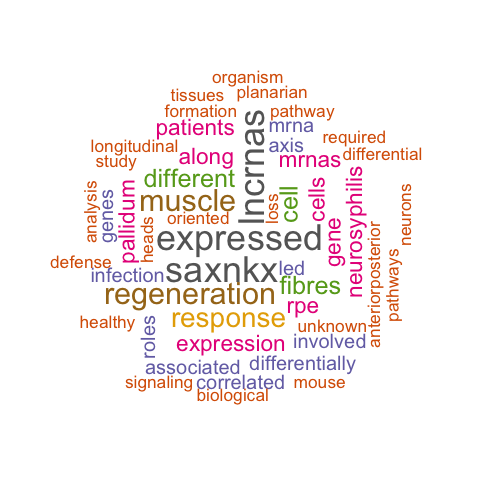 organism
tissues planarian
formation pathway
patients mrna required
longitudinal axis
study along mrnas differential
different
lncrnas
muscle cell cells
loss
analysis genes pallidum oriented
heads
expressed gene neurosyphilis
neurons
anteriorposterior
pathways
defense saxnkx led
infection fibres
regeneration rpe
healthy response unknown
roles expression involved
associated differentially
signaling correlated mouse
biological